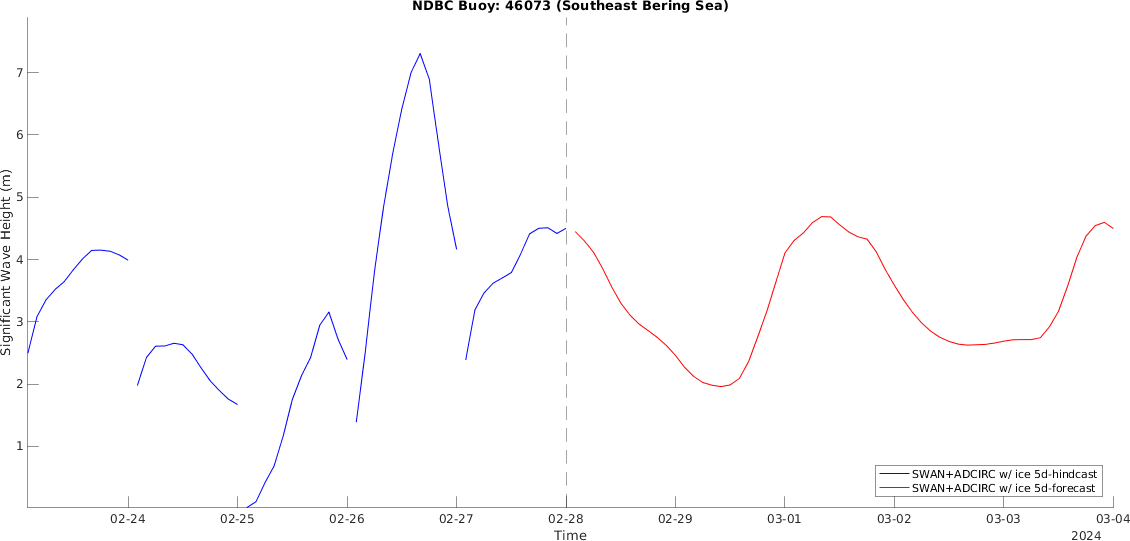 NDBC Buoy: 46073 (Southeast Bering Sea)
Significant Wave Height (m)
7
6
5
4
3
2
1
SWAN+ADCIRC w/ ice 5d-hindcast
SWAN+ADCIRC w/ ice 5d-forecast
02-24 02-25 02-26 02-27 02-28 02-29 03-01 03-02 03-03 03-04
Time
2024